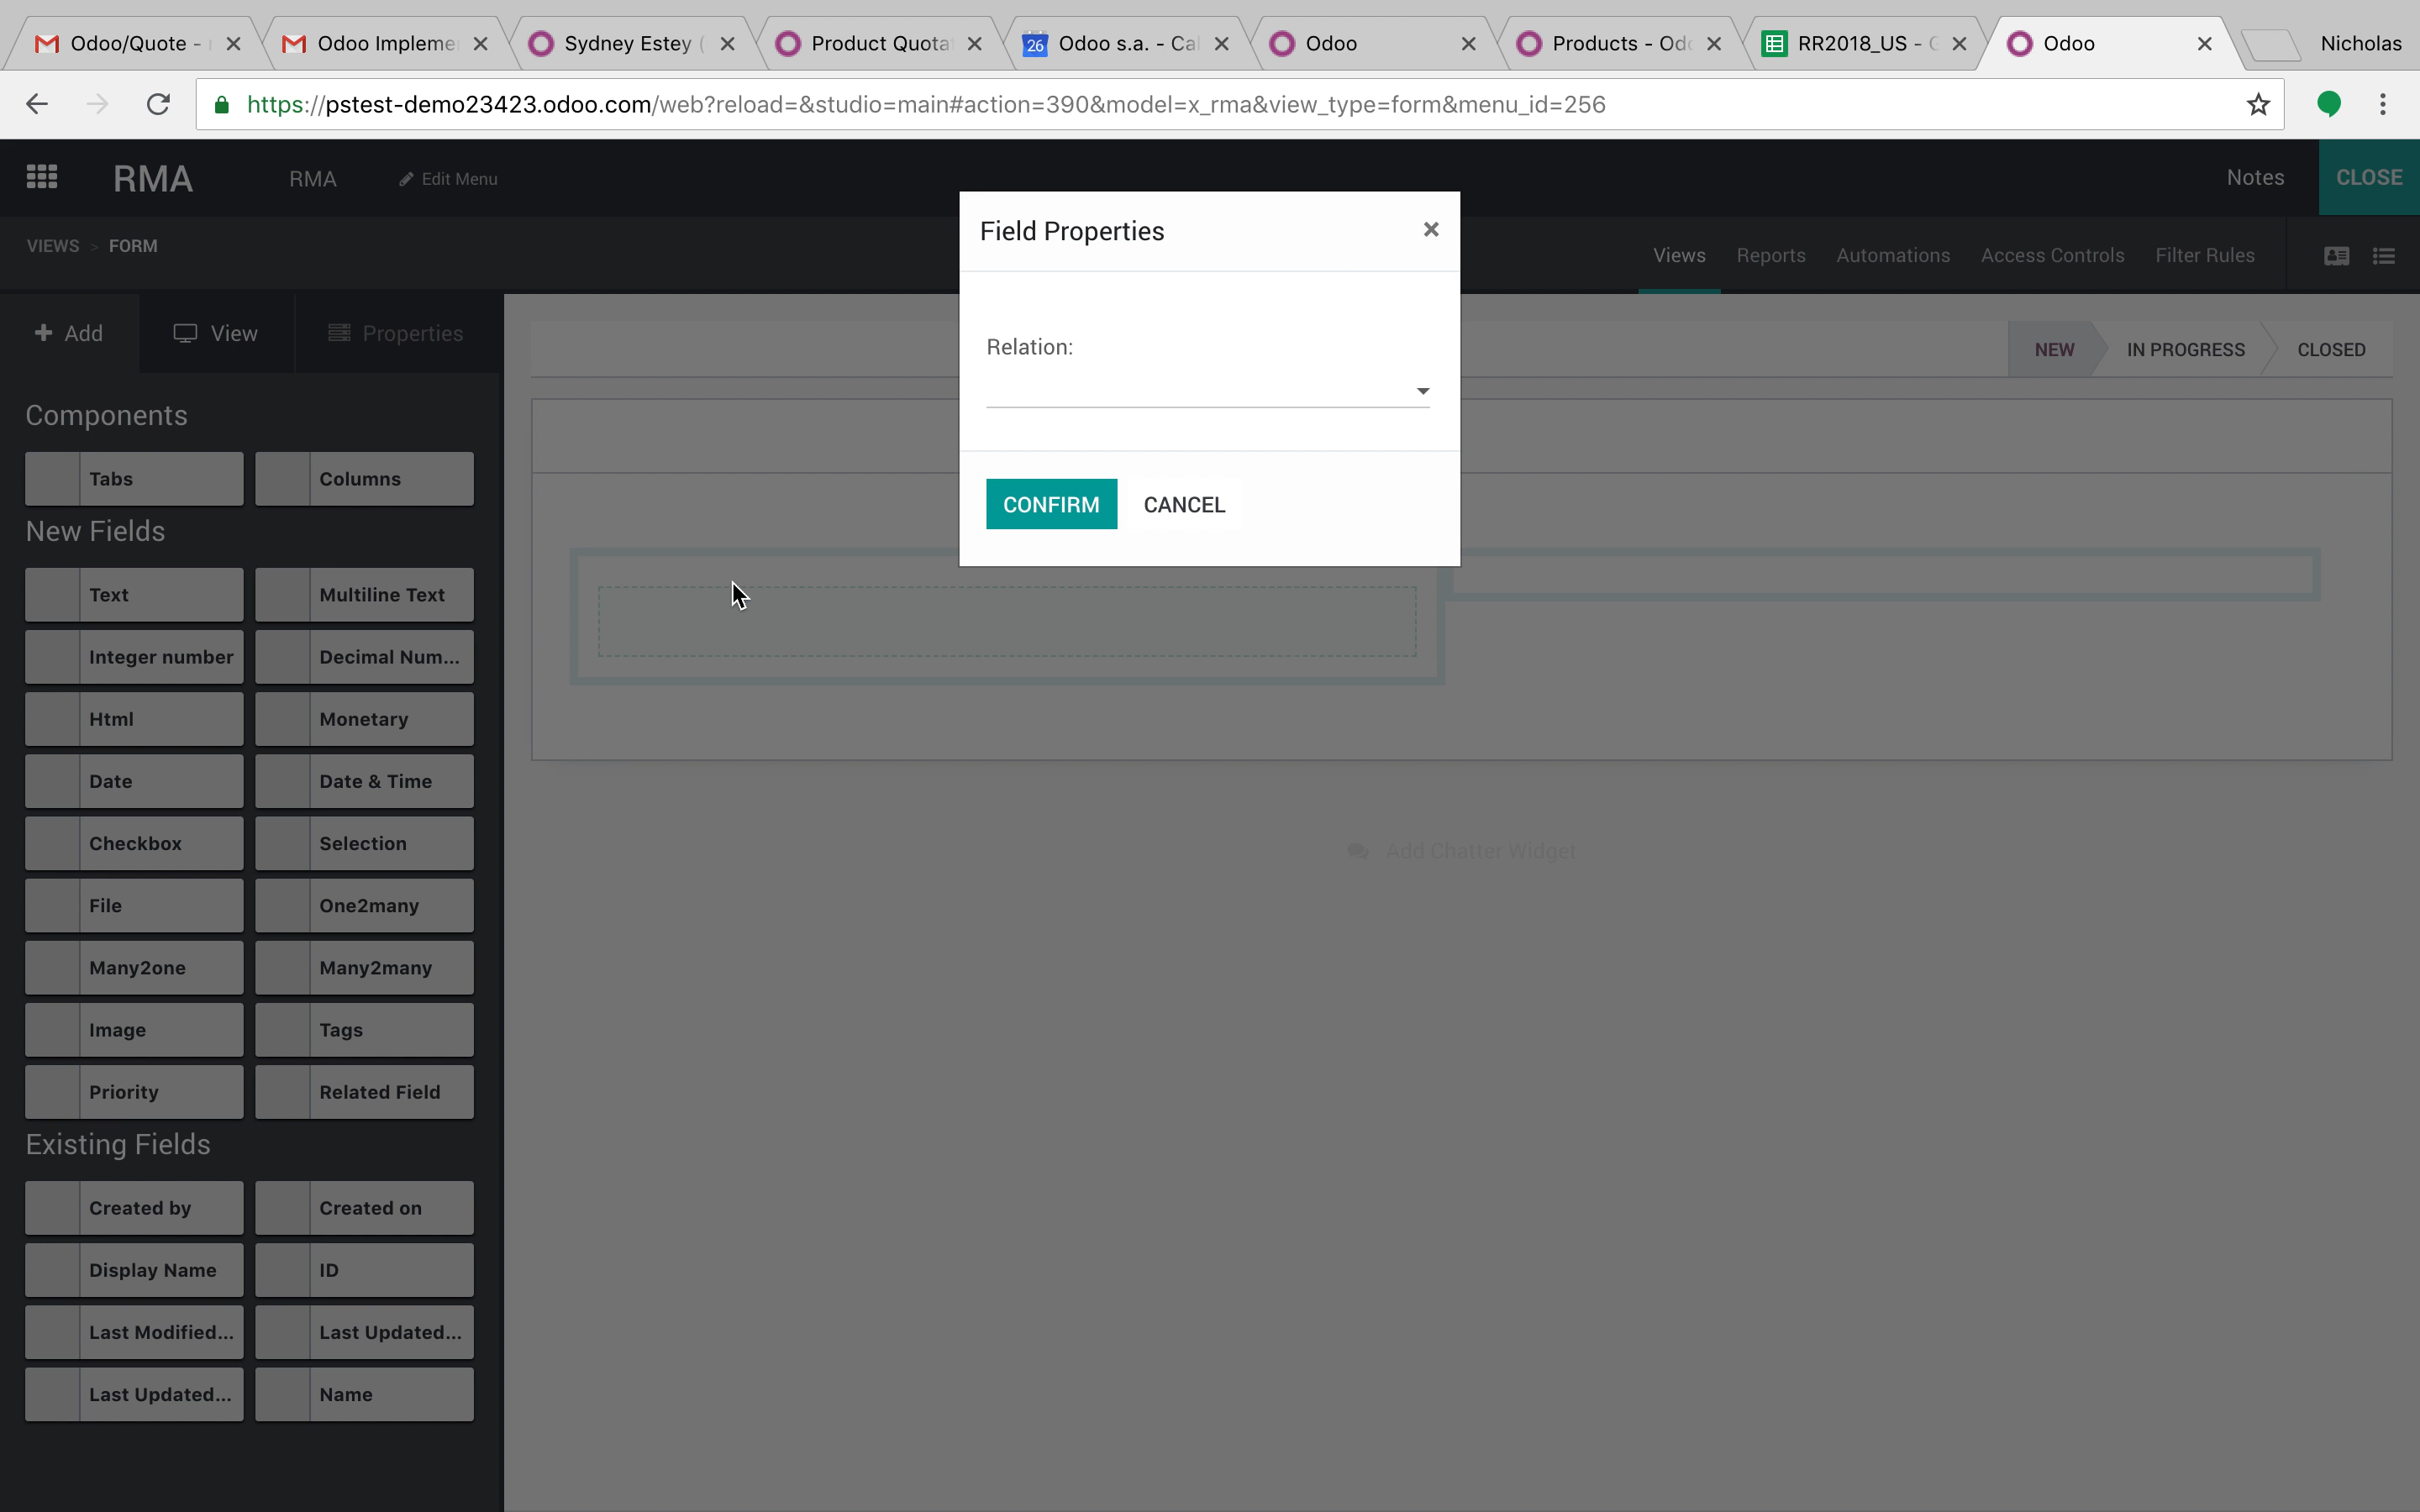 Odoo/Quote -
Odoo Impleme
Sydney Estey (
Product Quota
26
Odoo s.a. - Cal
Odoo
Products - Odo
RR2018_US - G
Odoo
Nicholas
https://pstest-demo23423.odoo.com/web?reload=&studio=main#action=390&model=x_rma&view_type=form&menu_id=256
RMA
RMA
Edit Menu
Notes
CLOSE
VIEWS > FORM
Views
Reports
Automations
Access Controls
Filter Rules
Add
View
Properties
Field Properties
Relation:
CONFIRM
CANCEL
NEW
IN PROGRESS
CLOSED
Components
Tabs
Columns
New Fields
Text
Multiline Text
Integer number
Decimal Num...
Html
Monetary
Date
Date & Time
Checkbox
Selection
File
One2many
Many2one
Many2many
Image
Tags
Priority
Related Field
Existing Fields
Created by
Created on
Display Name
ID
Last Modified...
Last Updated...
Last Updated...
Name
Add Chatter Widget